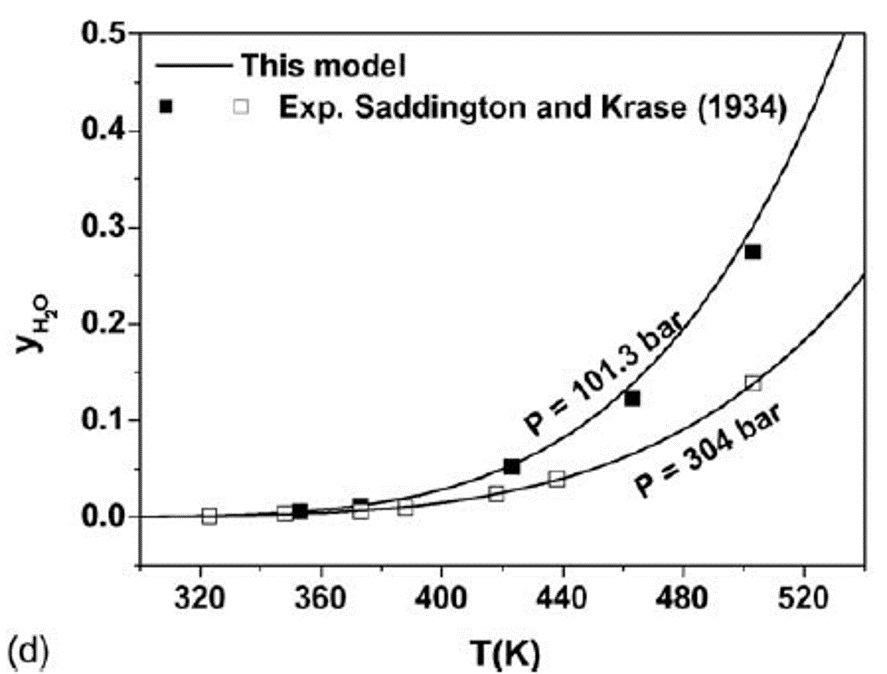 This model
Exp. Saddington and Krase (1934)
0.5
0.4
0.3
0.2
0.1
0.0
yH₂O
P = 101.3 bar
P = 304 bar
320 360 400 440 480 520
T(K)
(d)